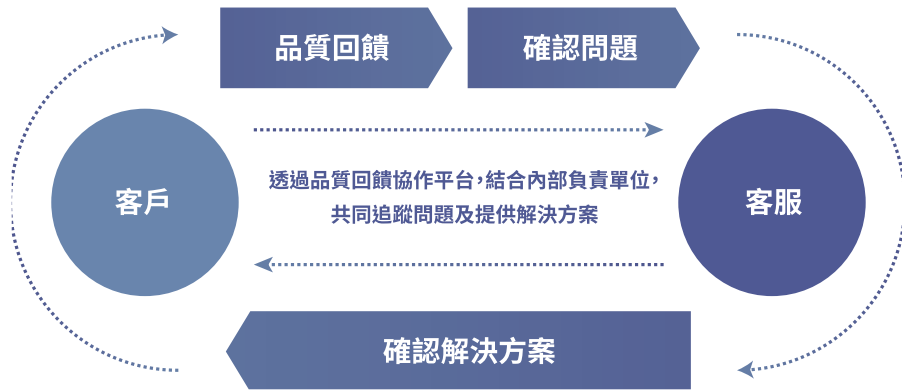 品質回饋
確認問題
客戶
透過品質回饋協作平台，結合內部負責單位，
共同追蹤問題及提供解決方案
客服
確認解決方案